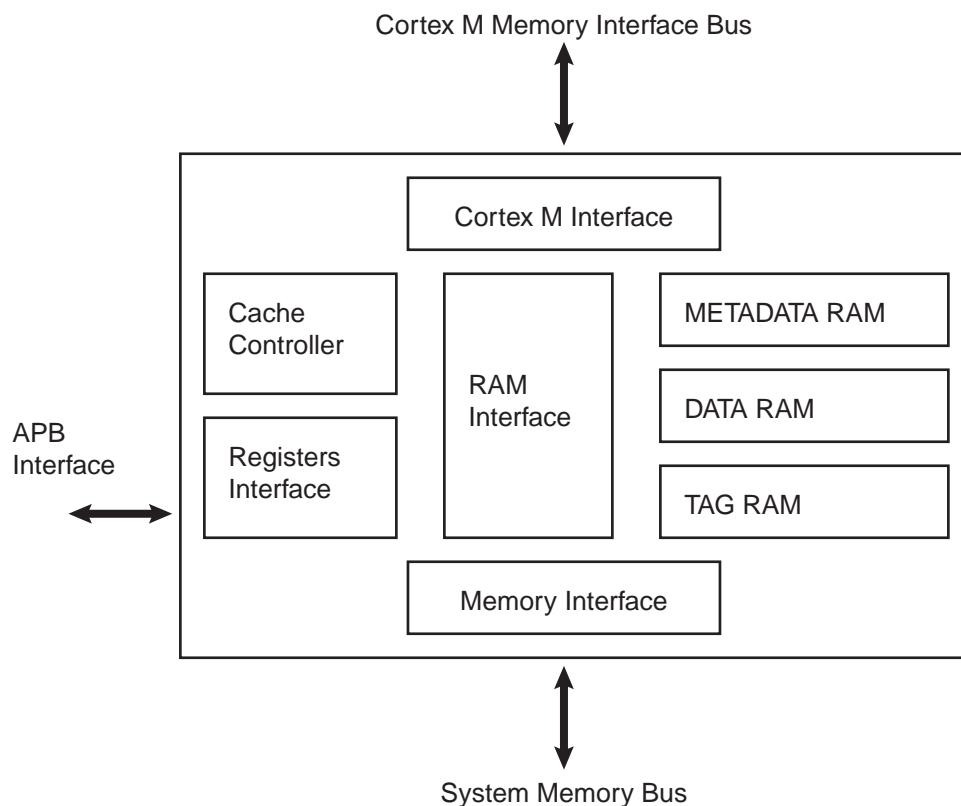 Cortex M Memory Interface Bus
Cortex M Interface
Cache
Controller
METADATA RAM
RAM
Interface
DATA RAM
APB
Interface
Registers
Interface
TAG RAM
Memory Interface
System Memory Bus